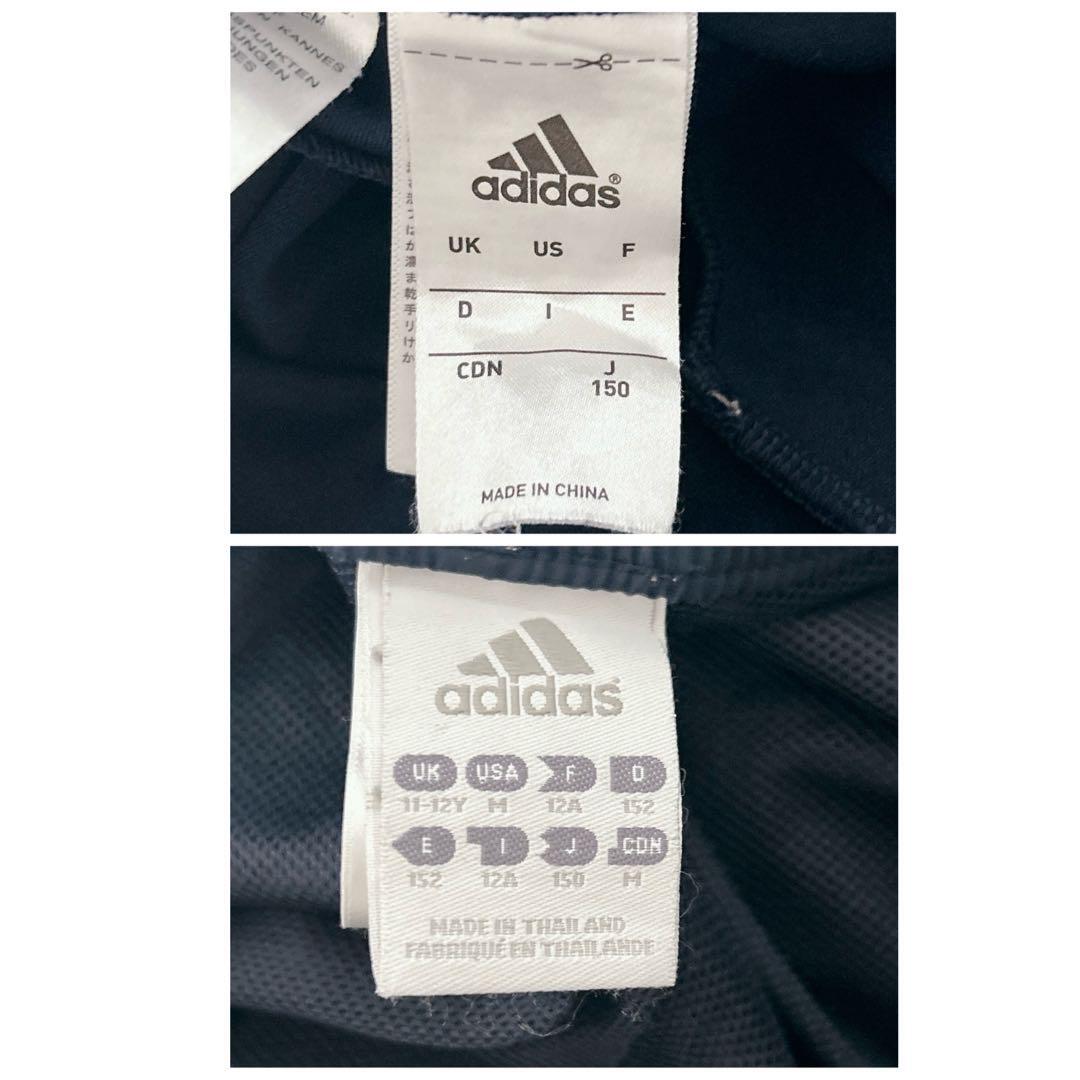 KANNES
SPUNKTEN
adidas®
UK US F
D I E
CDN J
150
MADE IN CHINA
adidas
UK USA F D
11-12Y M 12A 152
E I J CDN
152 12A 150 M
MADE IN THAILAND
FABRIQUÉ EN THAILANDE